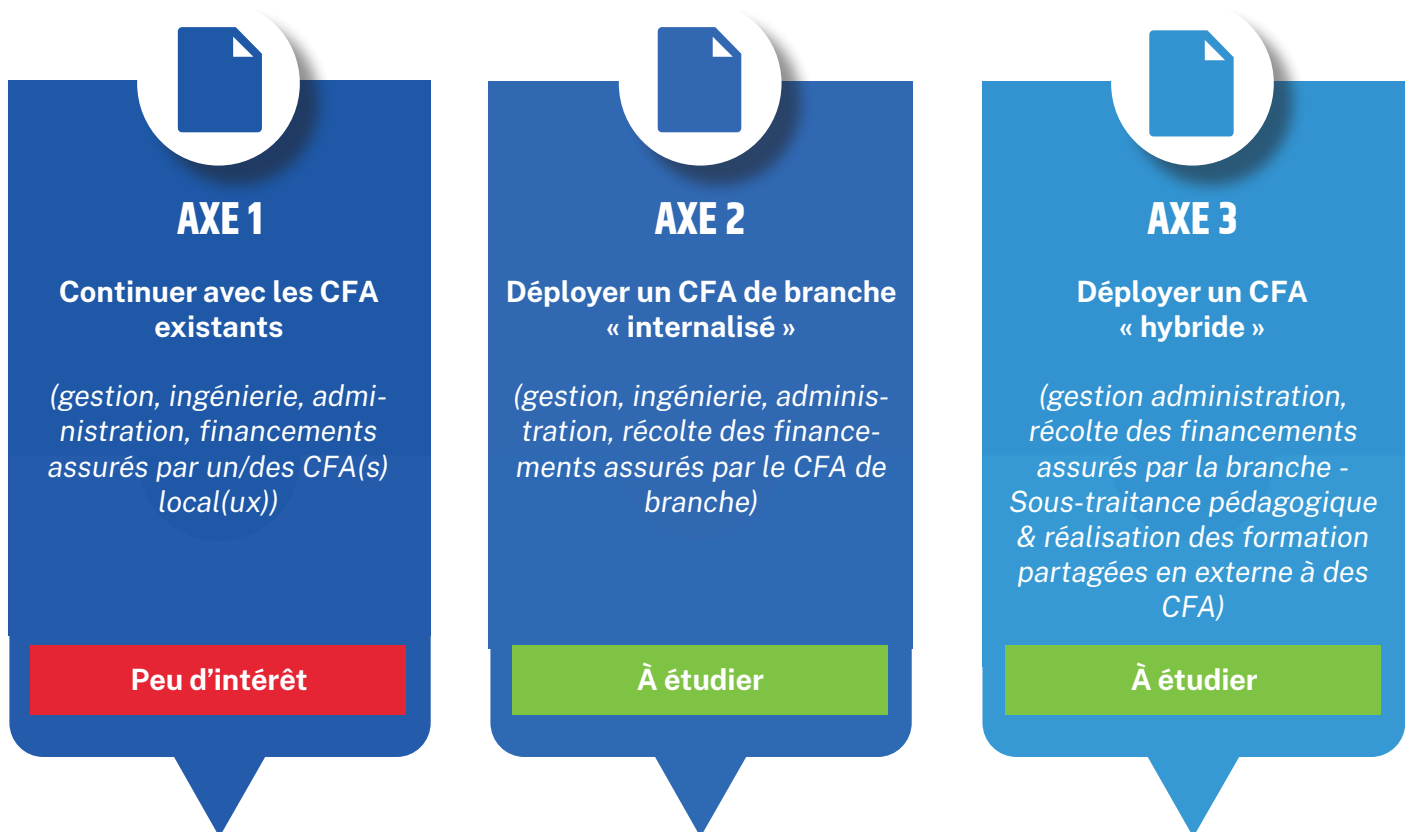 AXE 1
Continuer avec les CFA
existants
(gestion, ingénierie, admi-
nistration, financements
assurés par un/des CFA(s)
local(ux))
Peu d’intérêt
AXE 2
Déployer un CFA de branche
« internalisé »
(gestion, ingénierie, adminis-
tration, récolte des finance-
ments assurés par le CFA de
branche)
À étudier
AXE 3
Déployer un CFA
« hybride »
(gestion administration,
récolte des financements
assurés par la branche -
Sous-traitance pédagogique
& réalisation des formation
partagées en externe à des
CFA)
À étudier